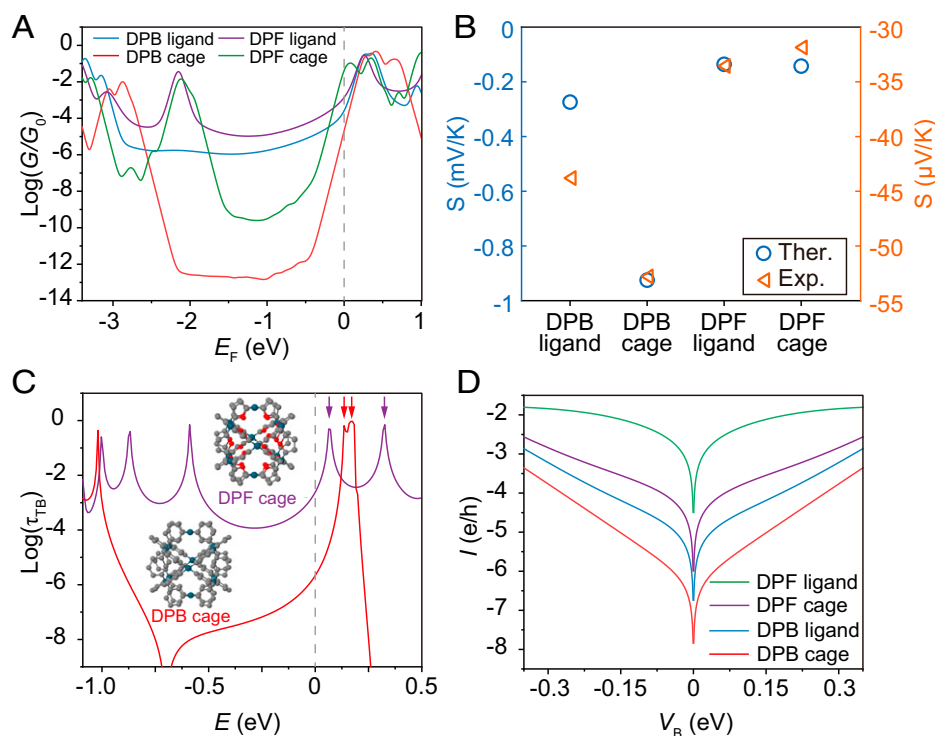 A
DPB ligand
DPF ligand
DPB cage
DPF cage
0
-2
-4
-6
-8
-10
-12
-14
Log(G/G0)
-3
-2
-1
0
1
EF (eV)
B
0
-0.2
-0.4
-0.6
-0.8
-1
S (mV/K)
-30
-35
-40
-45
-50
-55
S (μV/K)
Ther.
Exp.
DPB ligand
DPB cage
DPF ligand
DPF cage
C
0
-2
-4
-6
-8
Log(τTB)
DPF cage
DPB cage
-1.0
-0.5
0
0.5
E (eV)
D
-2
-3
-4
-5
-6
-7
-8
I (e/h)
DPF ligand
DPF cage
DPB ligand
DPB cage
-0.3
-0.15
0
0.15
0.3
VB (eV)